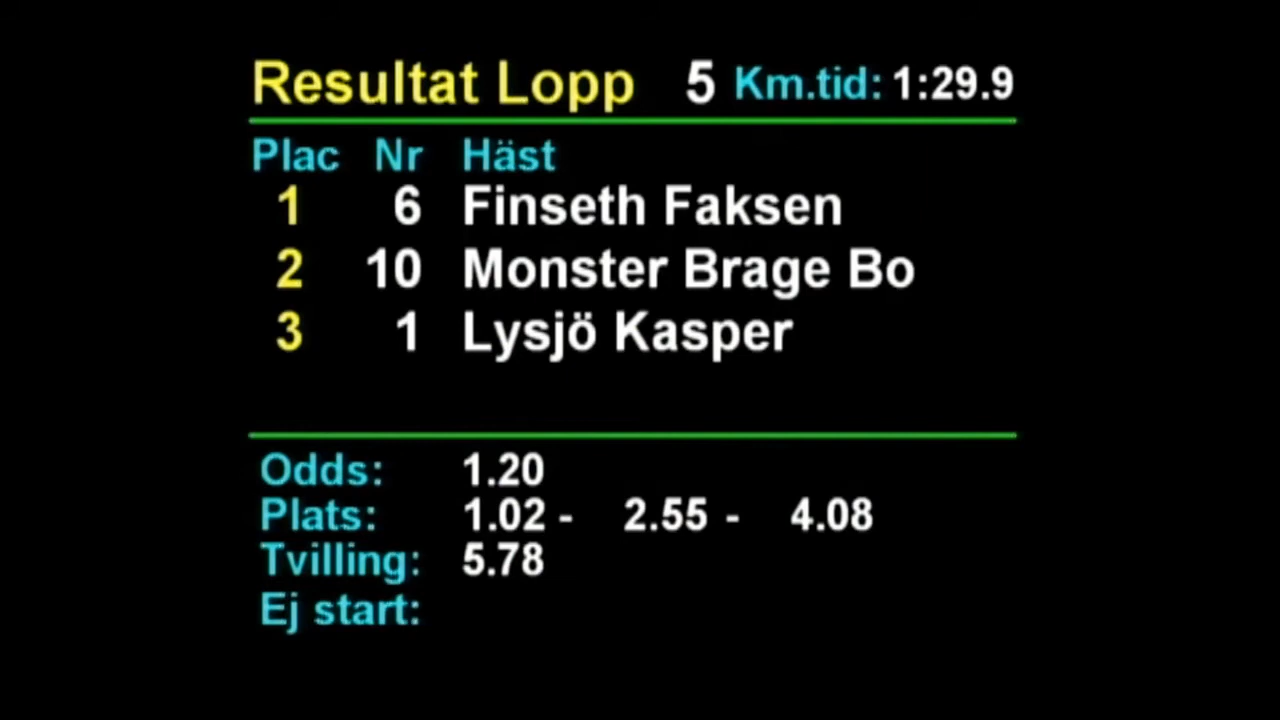 Resultat Lopp 5 Km.tid: 1:29.9
Plac Nr Häst
1 6 Finseth Faksen
2 10 Monster Brage Bo
3 1 Lysjö Kasper
Odds: 1.20
Plats: 1.02 - 2.55 - 4.08
Tvilling: 5.78
Ej start: